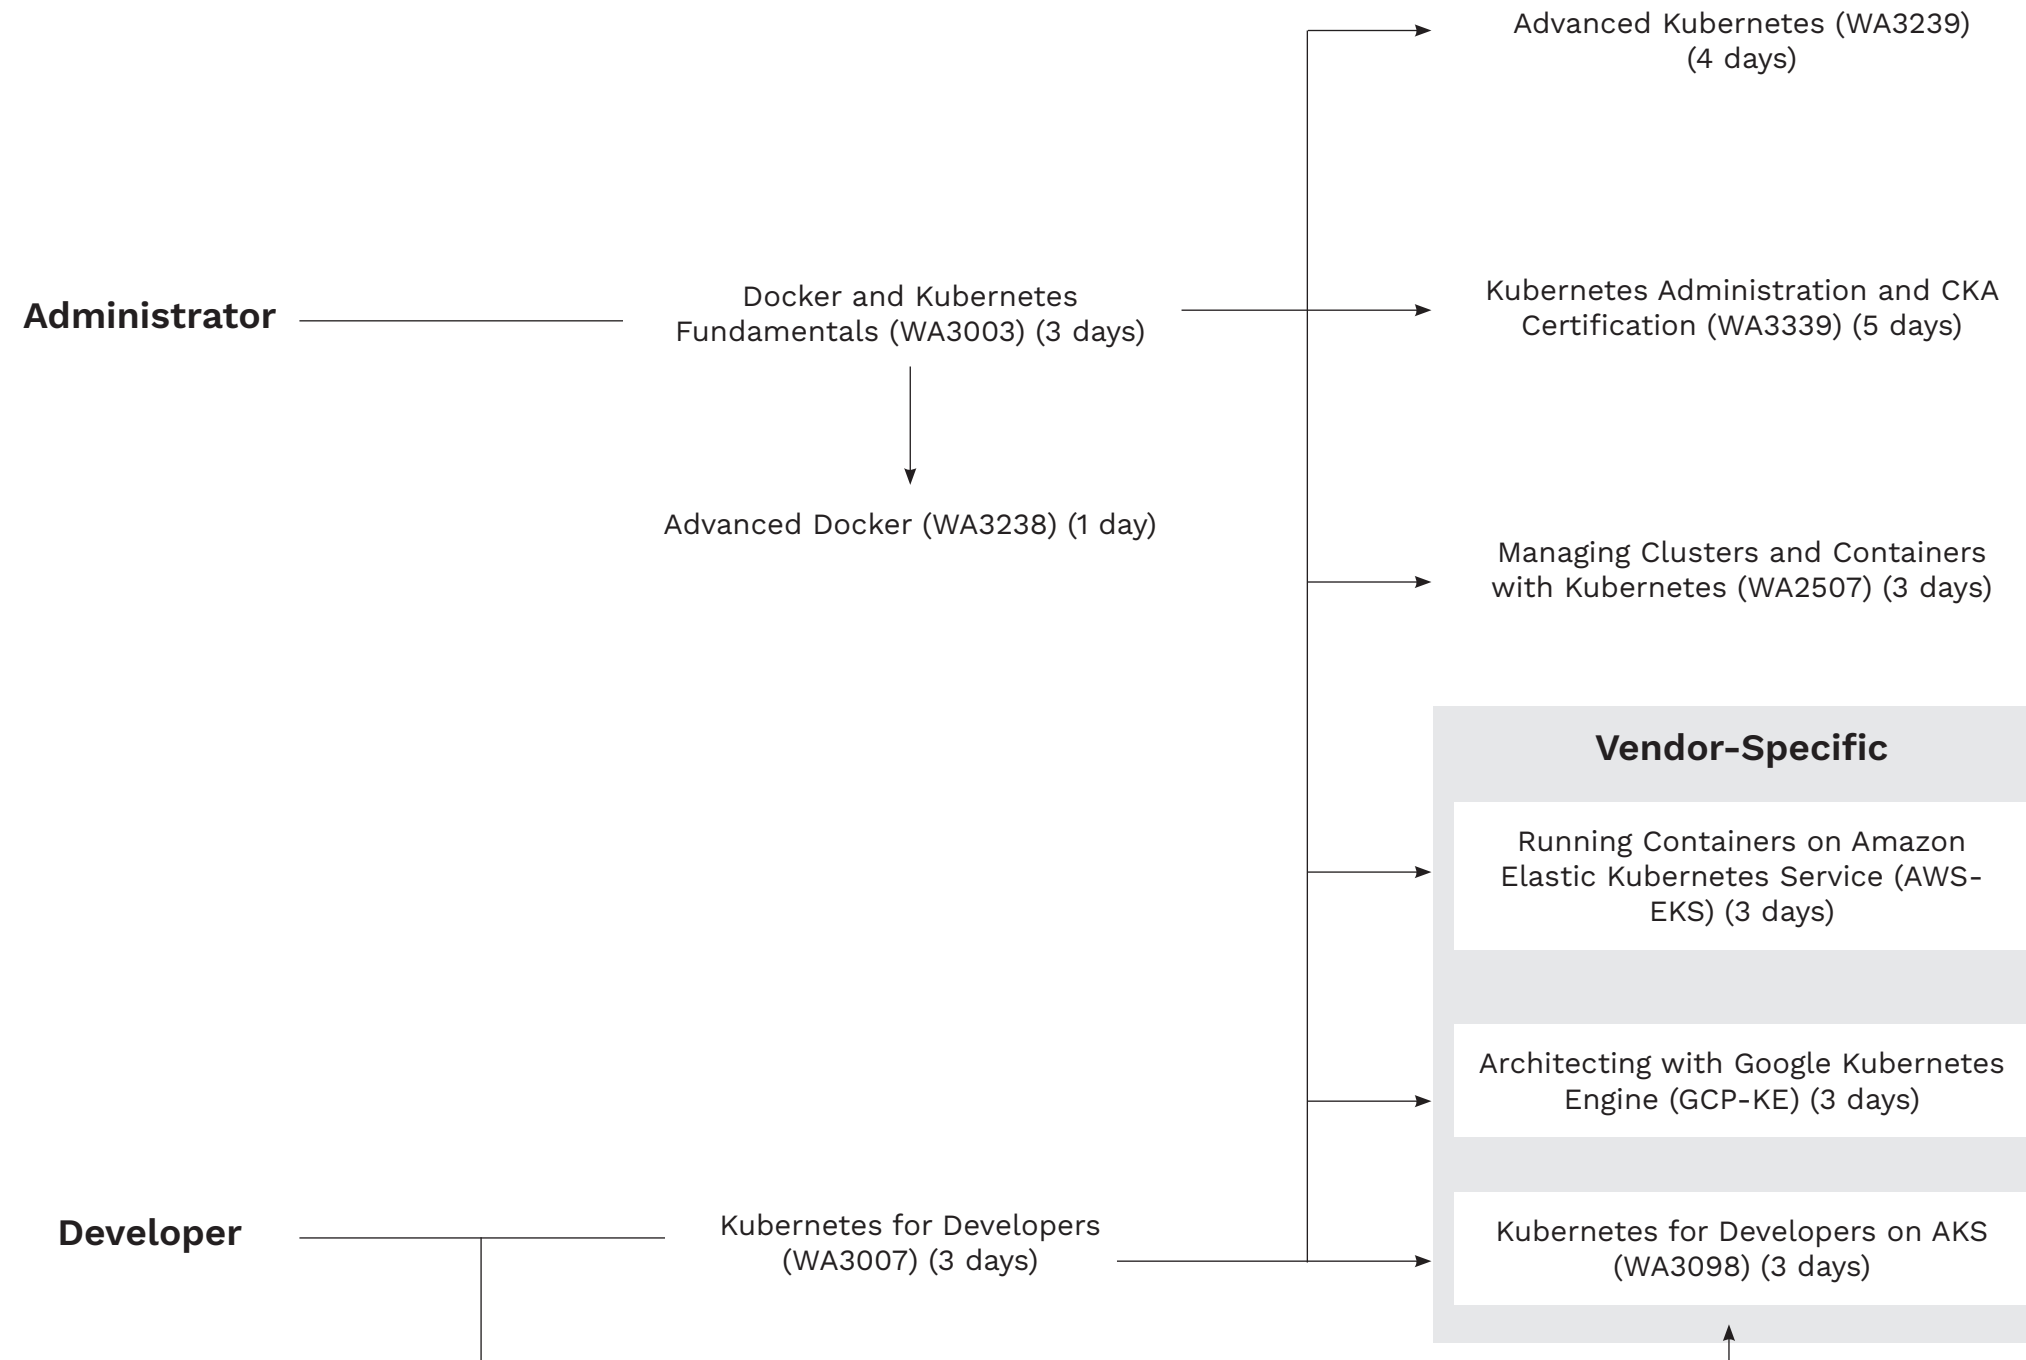 Advanced Kubernetes (WA3239)
(4 days)
Administrator
Docker and Kubernetes
Fundamentals (WA3003) (3 days)
Kubernetes Administration and CKA
Certification (WA3339) (5 days)
Advanced Docker (WA3238) (1 day)
Managing Clusters and Containers
with Kubernetes (WA2507) (3 days)
Vendor-Specific
Running Containers on Amazon
Elastic Kubernetes Service (AWS-
EKS) (3 days)
Architecting with Google Kubernetes
Engine (GCP-KE) (3 days)
Developer
Kubernetes for Developers
(WA3007) (3 days)
Kubernetes for Developers on AKS
(WA3098) (3 days)